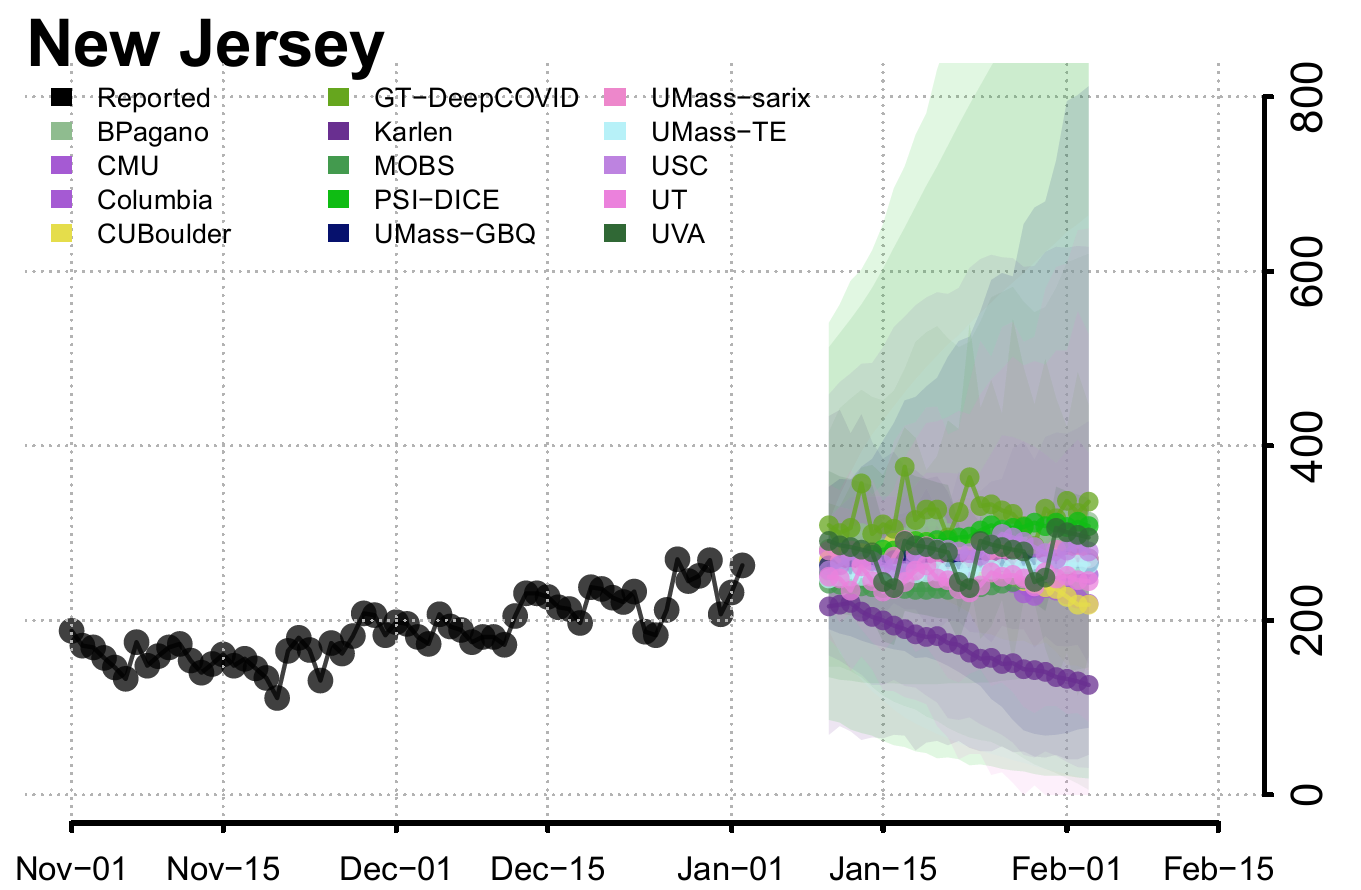 New Jersey
Reported GT−DeepCOVID UMass−sarix
BPagano Karlen UMass−TE
CMU MOBS USC
Columbia PSI−DICE UT
CUBoulder UMass−GBQ UVA
800
600
400
200
0
Nov−01 Nov−15 Dec−01 Dec−15 Jan−01 Jan−15 Feb−01 Feb−15